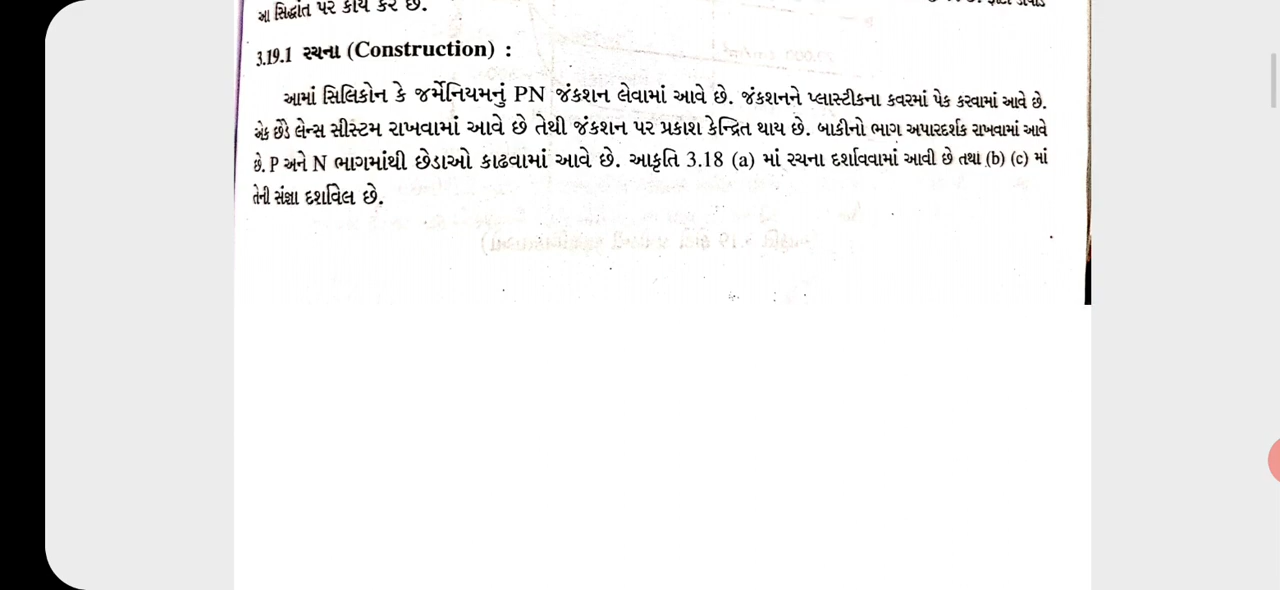 આ સિદ્ધાંત પર કાર્ય કરે છે.
3.19.1 રચના (Construction) :
આમાં સિલિકોન કે જર્મેનિયમનું PN જંકશન લેવામાં આવે છે. જંકશનને પ્લાસ્ટીકના કવરમાં પેક કરવામાં આવે છે.
એક છેડે લેન્સ સીસ્ટમ રાખવામાં આવે છે તેથી જંકશન પર પ્રકાશ કેન્દ્રિત થાય છે. બાકીનો ભાગ અપારદર્શક રાખવામાં આવે
છે. P અને N ભાગમાંથી છેડાઓ કાઢવામાં આવે છે. આકૃતિ 3.18 (a) માં રચના દર્શાવવામાં આવી છે તથા (b) (c) માં
તેની સંજ્ઞા દર્શાવેલ છે.